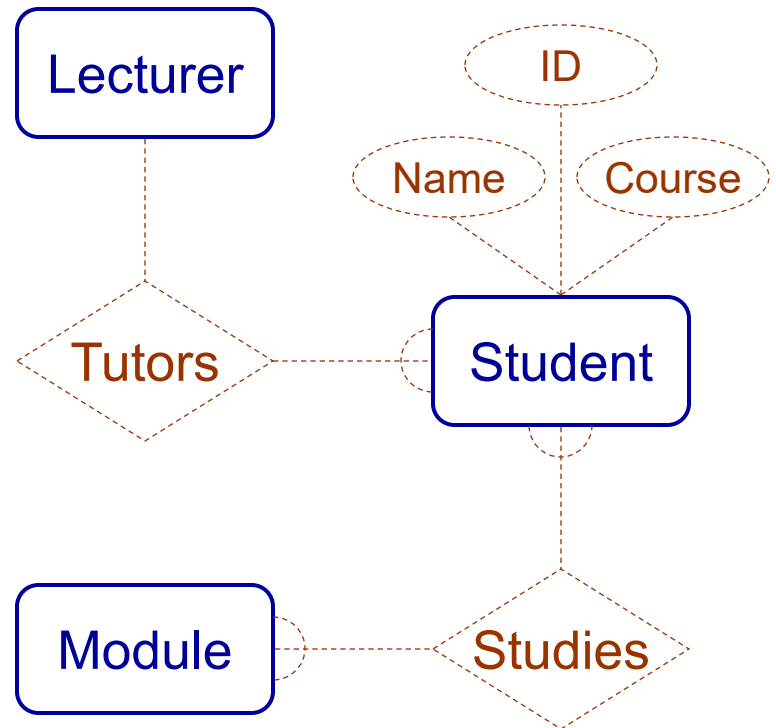 Lecturer
ID
Name
Course
Tutors
Student
Module
Studies